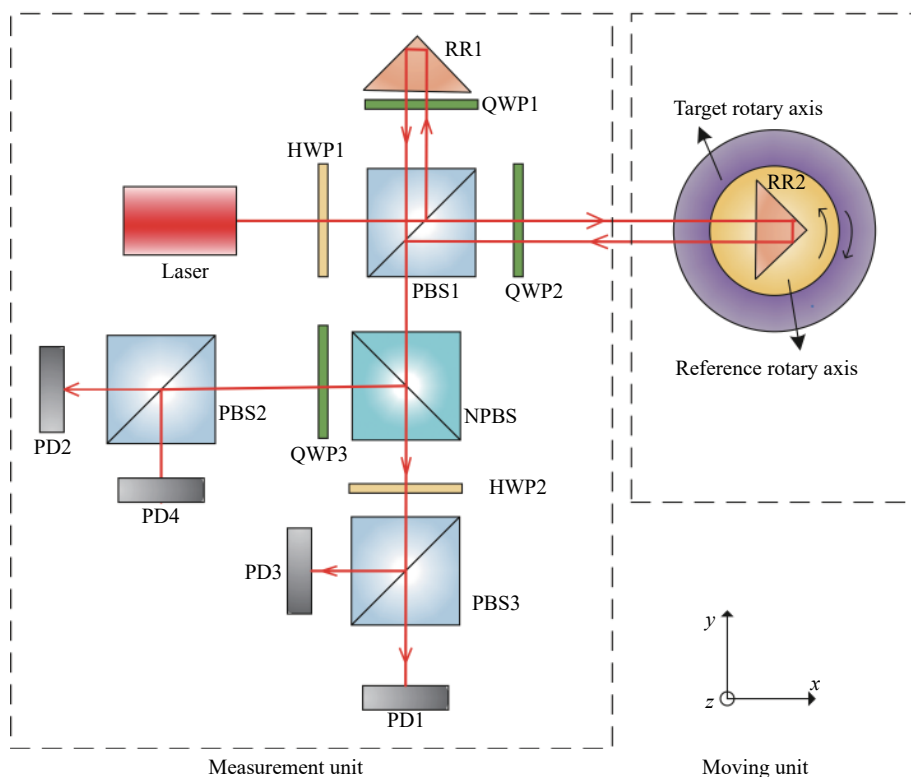 RR1
QWP1
Target rotary axis
HWP1
RR2
Laser
PBS1
QWP2
Reference rotary axis
NPBS
PBS2
PD2
QWP3
HWP2
PD4
PD3
PBS3
y
x
z
PD1
Measurement unit
Moving unit